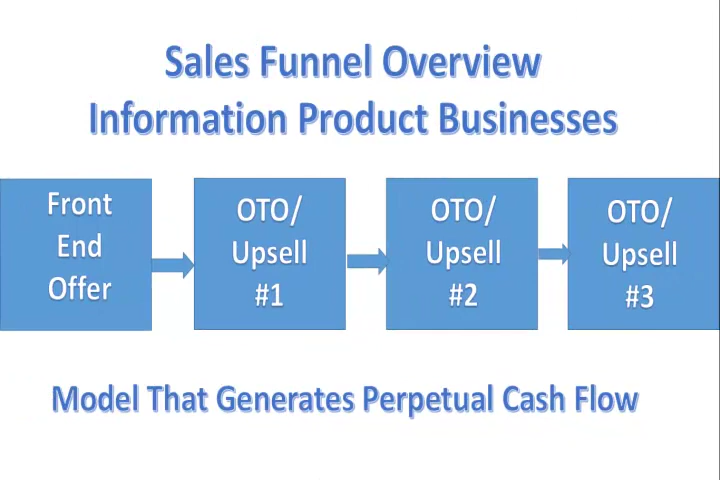 Sales Funnel Overview
Information Product Businesses
Front
End
Offer
OTO/
Upsell
#1
OTO/
Upsell
#2
OTO/
Upsell
#3
Model That Generates Perpetual Cash Flow